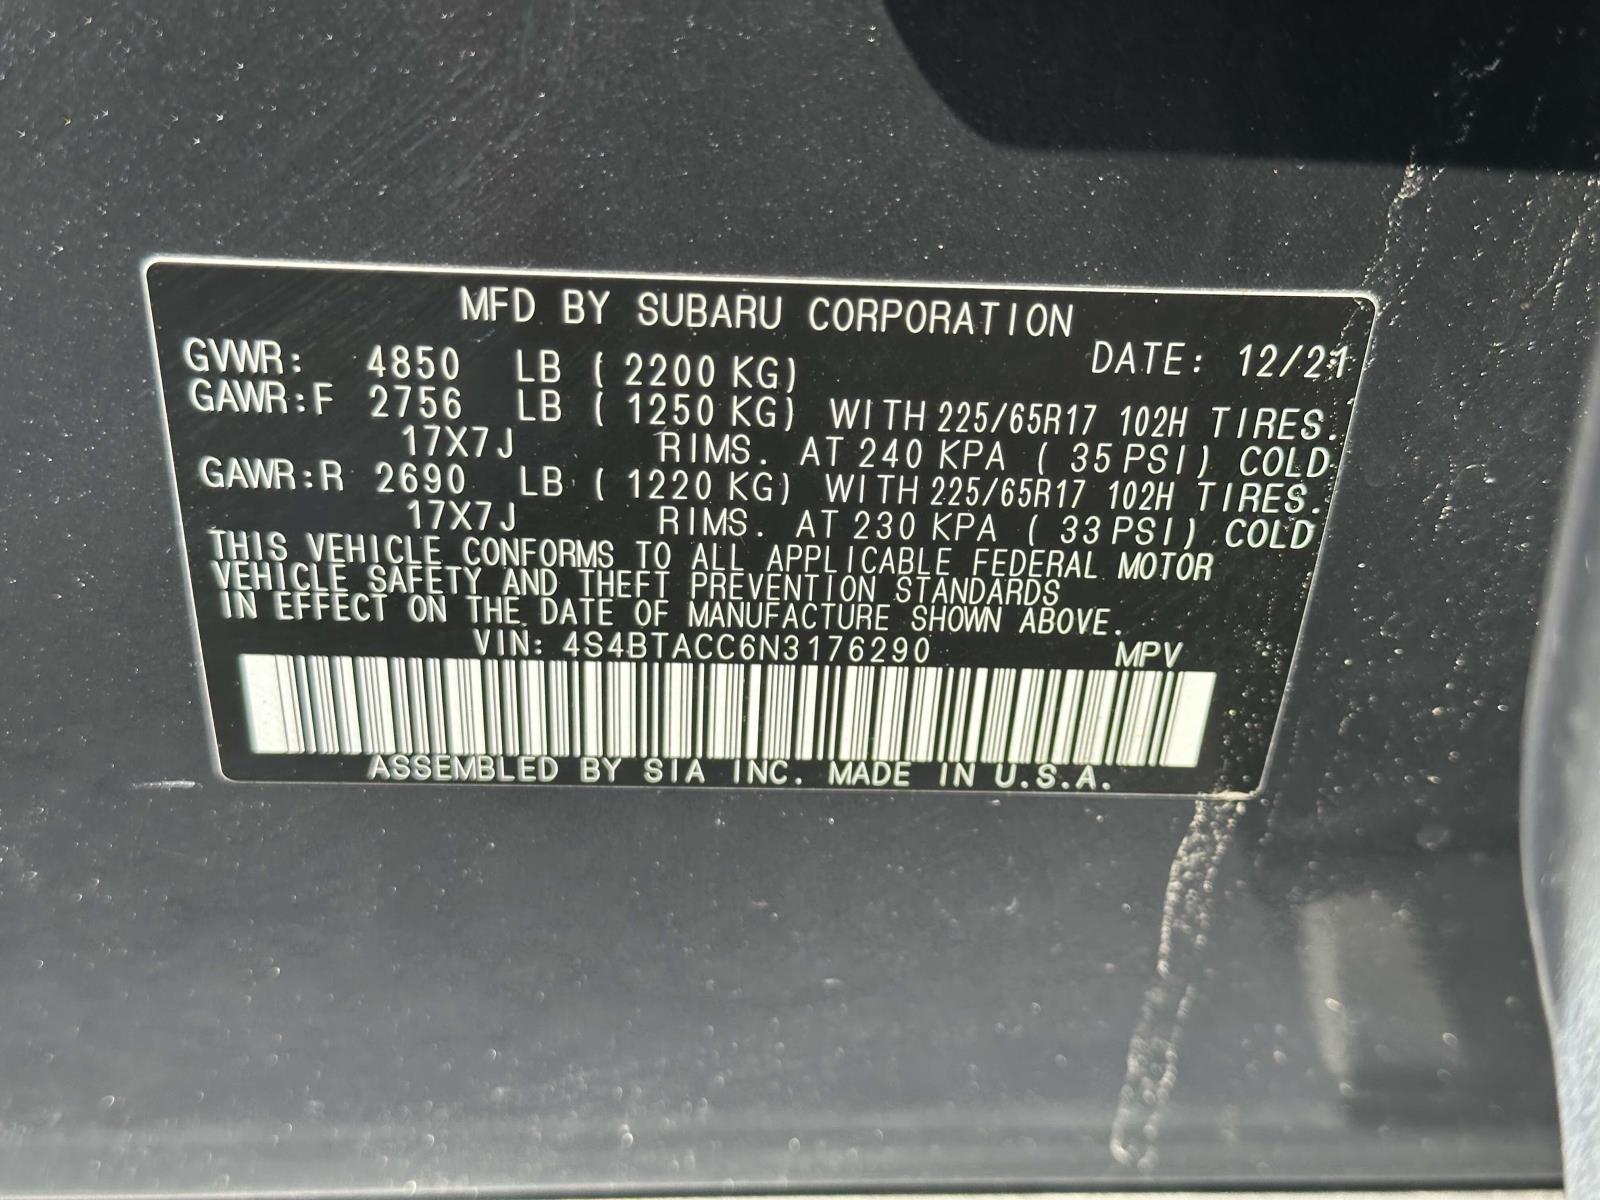 MFD BY SUBARU CORPORATION
GVWR: 4850 LB ( 2200 KG) DATE: 12/21
GAWR:F 2756 LB ( 1250 KG) WITH 225/65R17 102H TIRES.
17X7J RIMS. AT 240 KPA ( 35 PSI) COLD
GAWR:R 2690 LB ( 1220 KG) WITH 225/65R17 102H TIRES.
17X7J RIMS. AT 230 KPA ( 33 PSI) COLD
THIS VEHICLE CONFORMS TO ALL APPLICABLE FEDERAL MOTOR
VEHICLE SAFETY AND THEFT PREVENTION STANDARDS
IN EFFECT ON THE DATE OF MANUFACTURE SHOWN ABOVE.
VIN: 4S4BTACC6N3176290 MPV
ASSEMBLED BY SIA INC. MADE IN U.S.A.